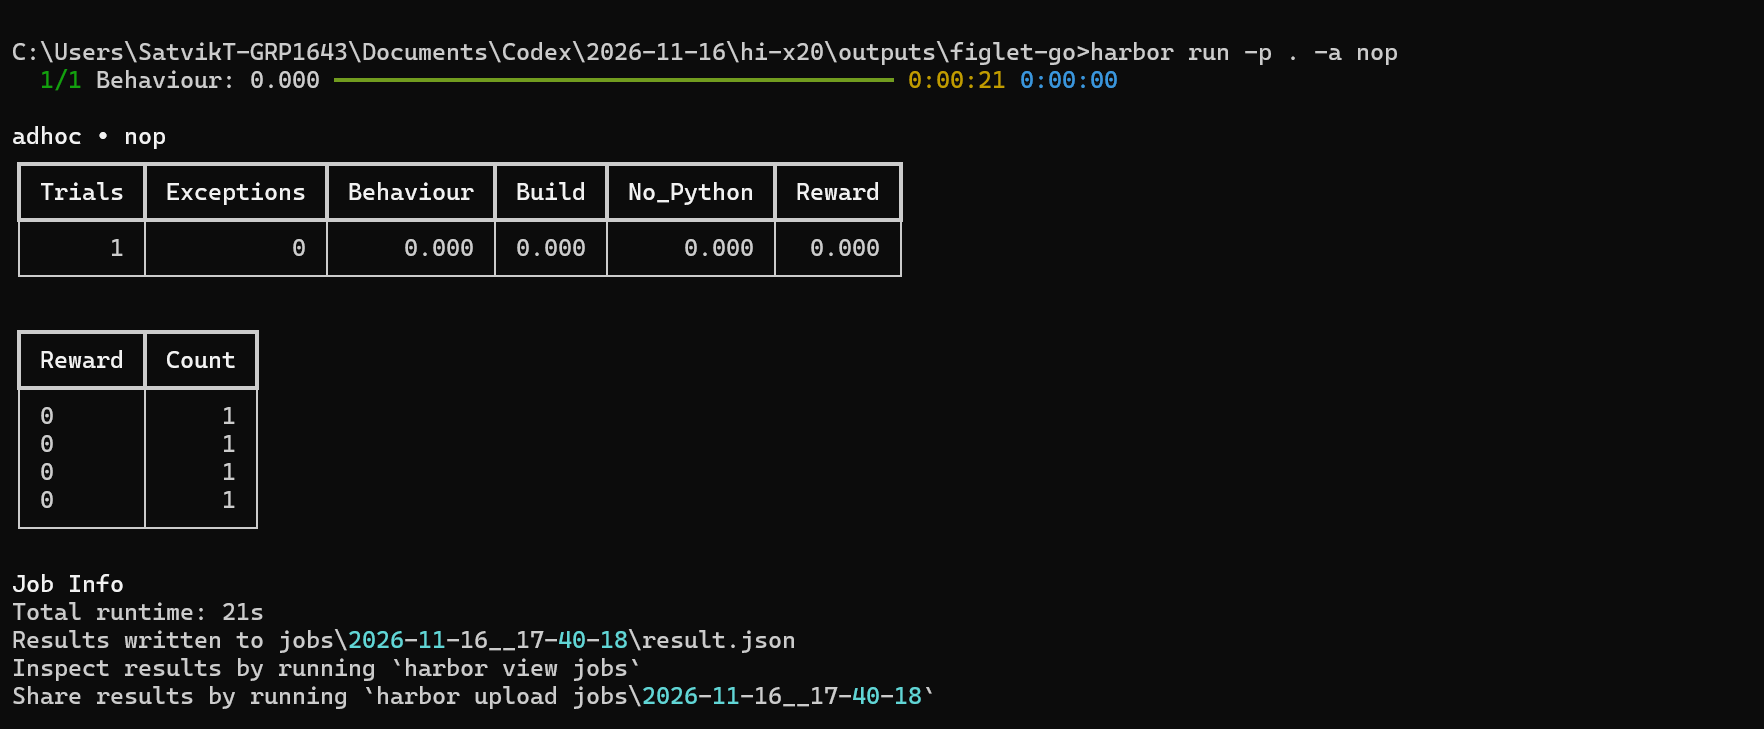 C:\Users\SatvikT-GRP1643\Documents\Codex\2026-11-16\hi-x20\outputs\figlet-go>harbor run -p . -a nop
1/1 Behaviour: 0.000 0:00:21 0:00:00
adhoc • nop
Trials Exceptions Behaviour Build No_Python Reward
1 0 0.000 0.000 0.000 0.000
Reward Count
0 1
0 1
0 1
0 1
Job Info
Total runtime: 21s
Results written to jobs\2026-11-16__17-40-18\result.json
Inspect results by running `harbor view jobs`
Share results by running `harbor upload jobs\2026-11-16__17-40-18`